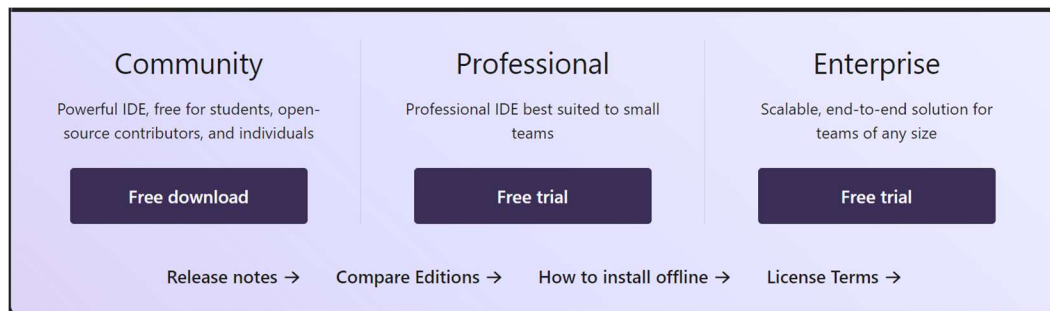 Community
Powerful IDE, free for students, open-
source contributors, and individuals
Free download
Professional
Professional IDE best suited to small
teams
Free trial
Enterprise
Scalable, end-to-end solution for
teams of any size
Free trial
Release notes →
Compare Editions →
How to install offline →
License Terms →